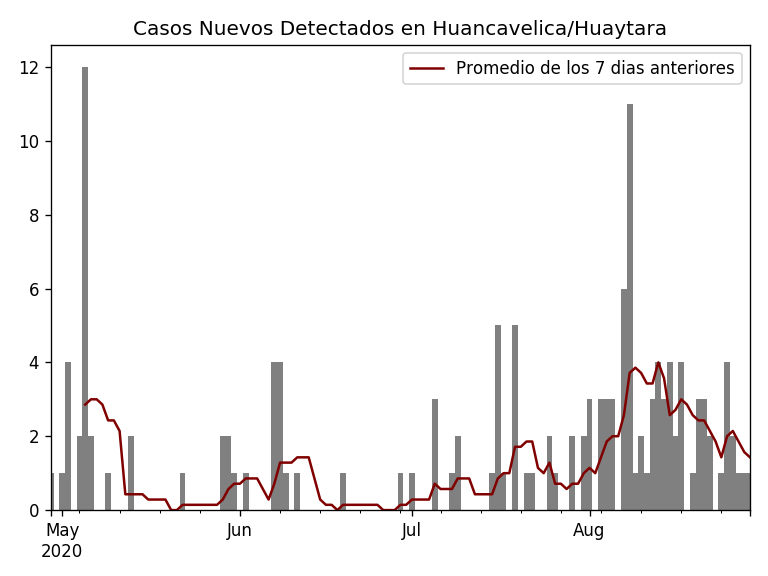 Casos Nuevos Detectados en Huancavelica/Huaytara
Promedio de los 7 dias anteriores
12
10
8
6
4
2
0
May
2020
Jun
Jul
Aug